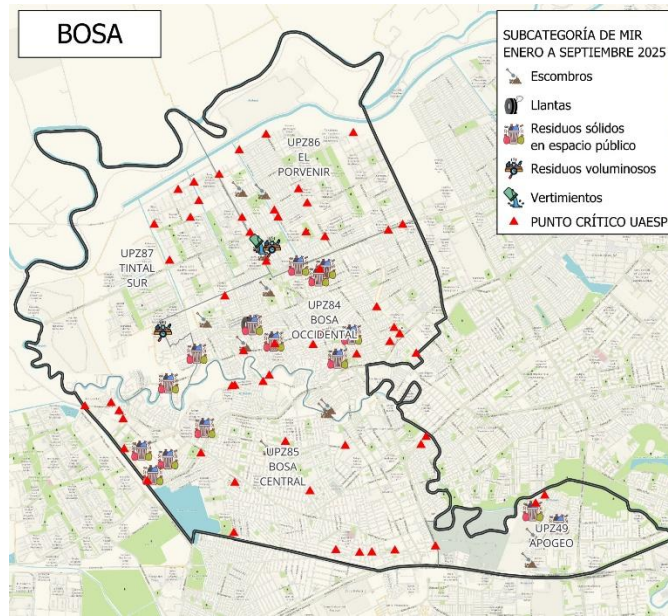 BOSA
SUBCATEGORÍA DE MIR
ENERO A SEPTIEMBRE 2025
Escombros
Llantas
Residuos sólidos
en espacio público
Residuos voluminosos
Vertimientos
PUNTO CRÍTICO UAESP
UPZ86
EL
PORVENIR
UPZ87
TINTAL
SUR
UPZ84
BOSA
OCCIDENTAL
UPZ85
BOSA
CENTRAL
UPZ49
APOGEO